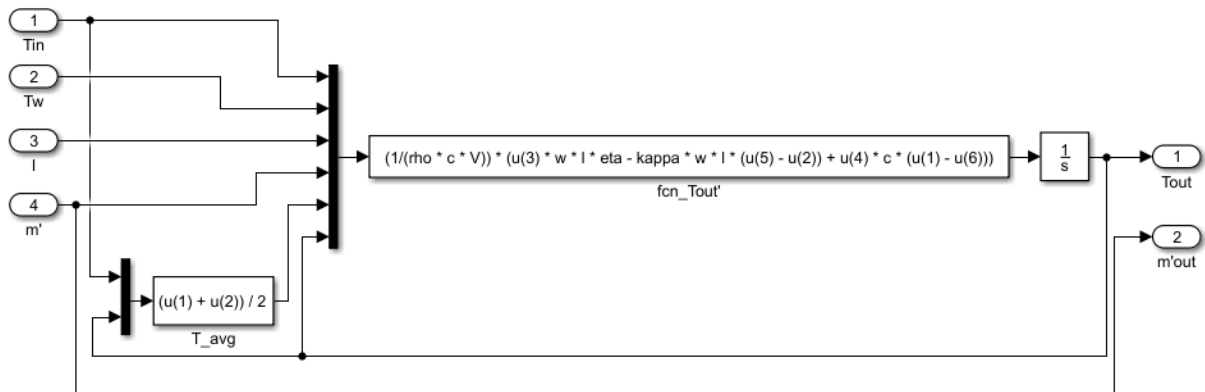 1
Tin
2
Tw
3
I
4
m'
(1/(rho * c * V)) * (u(3) * w * l * eta - kappa * w * l * (u(5) - u(2)) + u(4) * c * (u(1) - u(6)))
fcn_Tout'
1
s
1
Tout
2
m'out
(u(1) + u(2)) / 2
T_avg